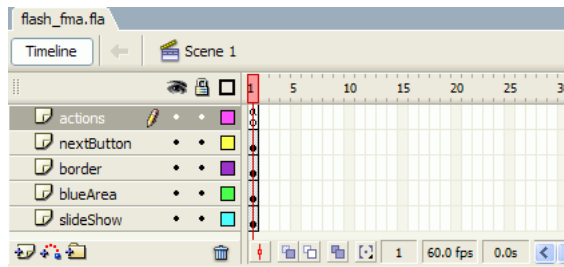 flash_fma.fla
Timeline Scene 1
1 5 10 15 20 25 3
actions
nextButton
border
blueArea
slideShow
1 60.0 fps 0.0s